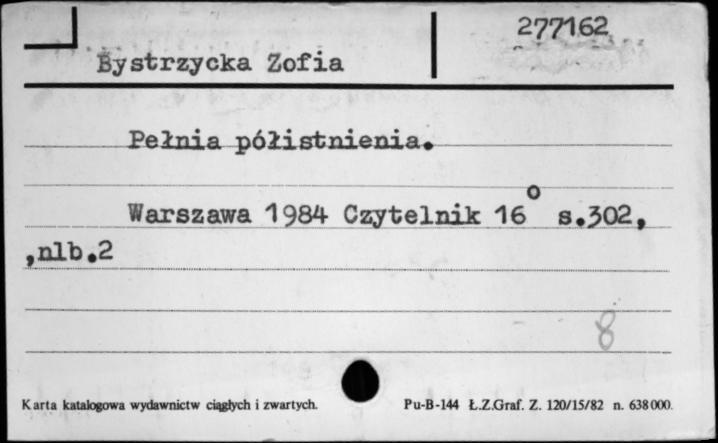 277162
Bystrzycka Zofia
Pełnia półistnienia.
Warszawa 1984 Czytelnik 16° s.302,
,nlb.2
8
Karta katalogowa wydawnictw ciągłych i zwartych. Pu-B-144 Ł.Z.Graf. Z. 120/15/82 n. 638000.